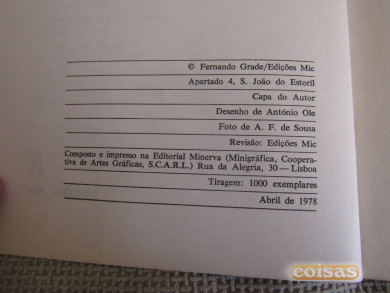 © Fernando Grade/Edições Mic
Apartado 4, S. João do Estoril
Capa do Autor
Desenho de António Ole
Foto de A. F. de Sousa
Revisão: Edições Mic
Composto e impresso na Editorial Minerva (Minigráfica, Coopera-
tiva de Artes Gráficas, S.C.A.R.L.) Rua da Alegria, 30—Lisboa
Tiragem: 1000 exemplares
Abril de 1978
coisas